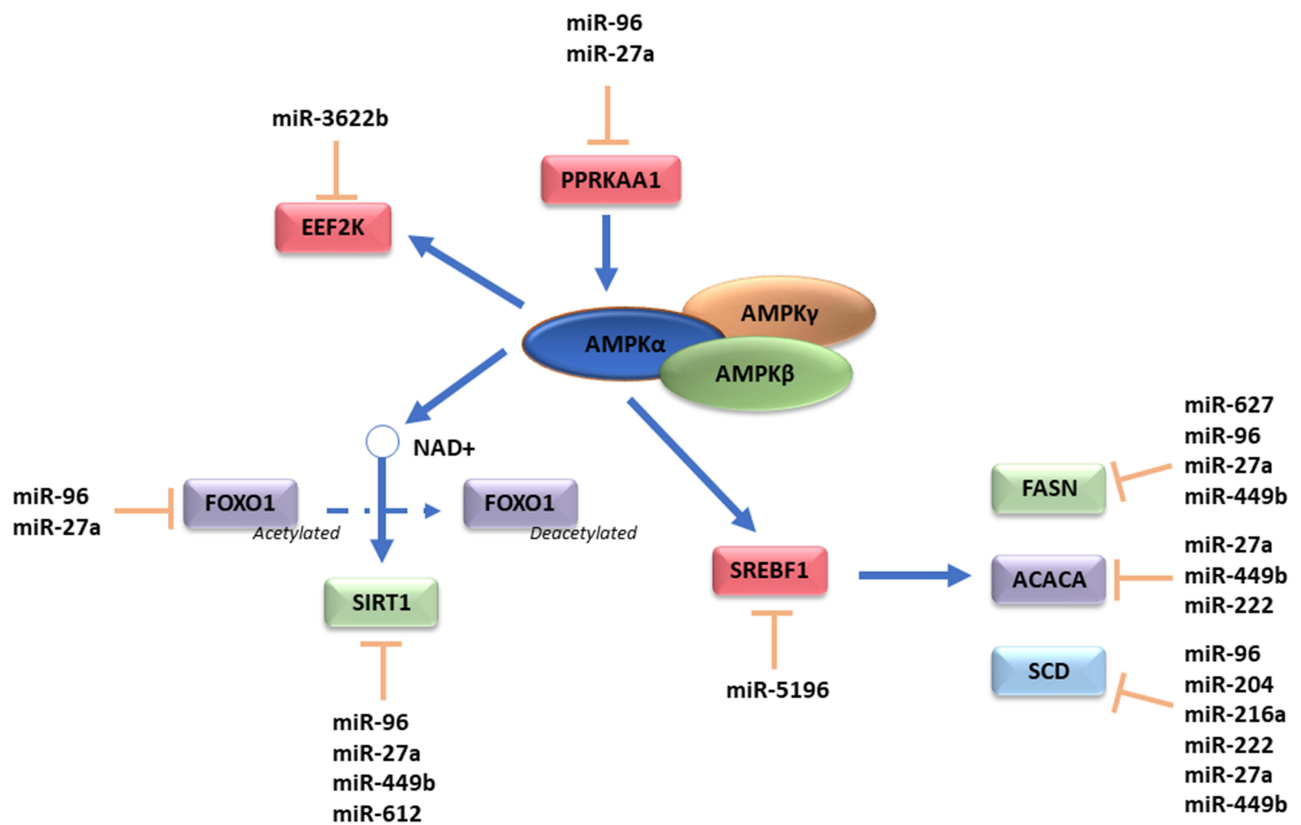 miR-96
miR-27a
miR-3622b
PPRKAA1
EEF2K
AMPKγ
AMPKα
AMPKβ
NAD+
miR-96
miR-27a
FOXO1
Acetylated
FOXO1
Deacetylated
SIRT1
miR-96
miR-27a
miR-449b
miR-612
SREBF1
miR-5196
FASN
miR-627
miR-96
miR-27a
miR-449b
ACACA
miR-27a
miR-449b
miR-222
SCD
miR-96
miR-204
miR-216a
miR-222
miR-27a
miR-449b